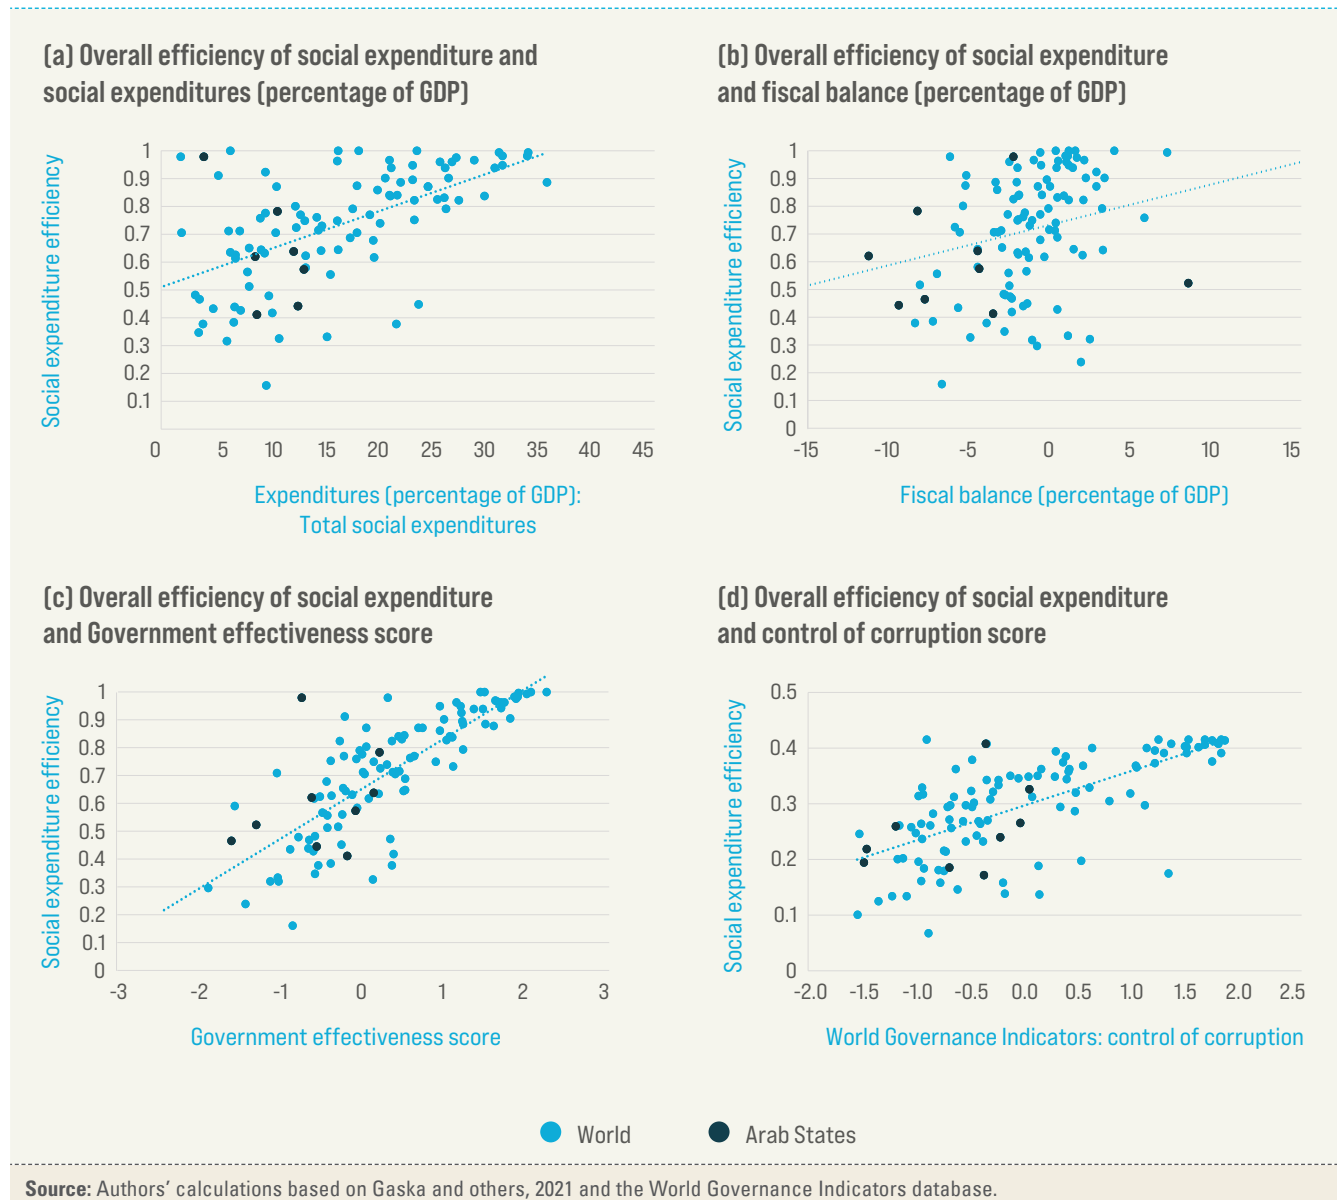 (a) Overall efficiency of social expenditure and
social expenditures (percentage of GDP)
Social expenditure efficiency
1
0.9
0.8
0.7
0.6
0.5
0.4
0.3
0.2
0.1
0 5 10 15 20 25 30 35 40 45
Expenditures (percentage of GDP):
Total social expenditures
(b) Overall efficiency of social expenditure
and fiscal balance (percentage of GDP)
Social expenditure efficiency
1
0.9
0.8
0.7
0.6
0.5
0.4
0.3
0.2
0.1
0
-15 -10 -5 0 5 10 15
Fiscal balance (percentage of GDP)
(c) Overall efficiency of social expenditure
and Government effectiveness score
Social expenditure efficiency
1
0.9
0.8
0.7
0.6
0.5
0.4
0.3
0.2
0.1
0
-3 -2 -1 0 1 2 3
Government effectiveness score
(d) Overall efficiency of social expenditure
and control of corruption score
Social expenditure efficiency
0.5
0.4
0.3
0.2
0.1
0
-2.0 -1.5 -1.0 -0.5 0.0 0.5 1.0 1.5 2.0 2.5
World Governance Indicators: control of corruption
World Arab States
Source: Authors’ calculations based on Gaska and others, 2021 and the World Governance Indicators database.